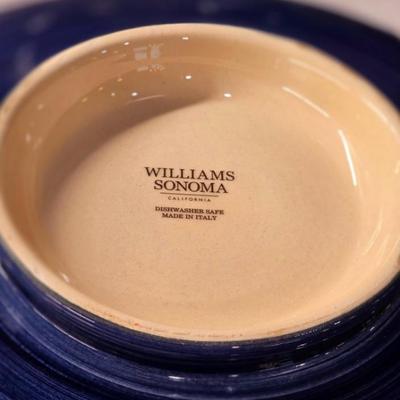 WILLIAMS
SONOMA
CALIFORNIA
DISHWASHER SAFE
MADE IN ITALY